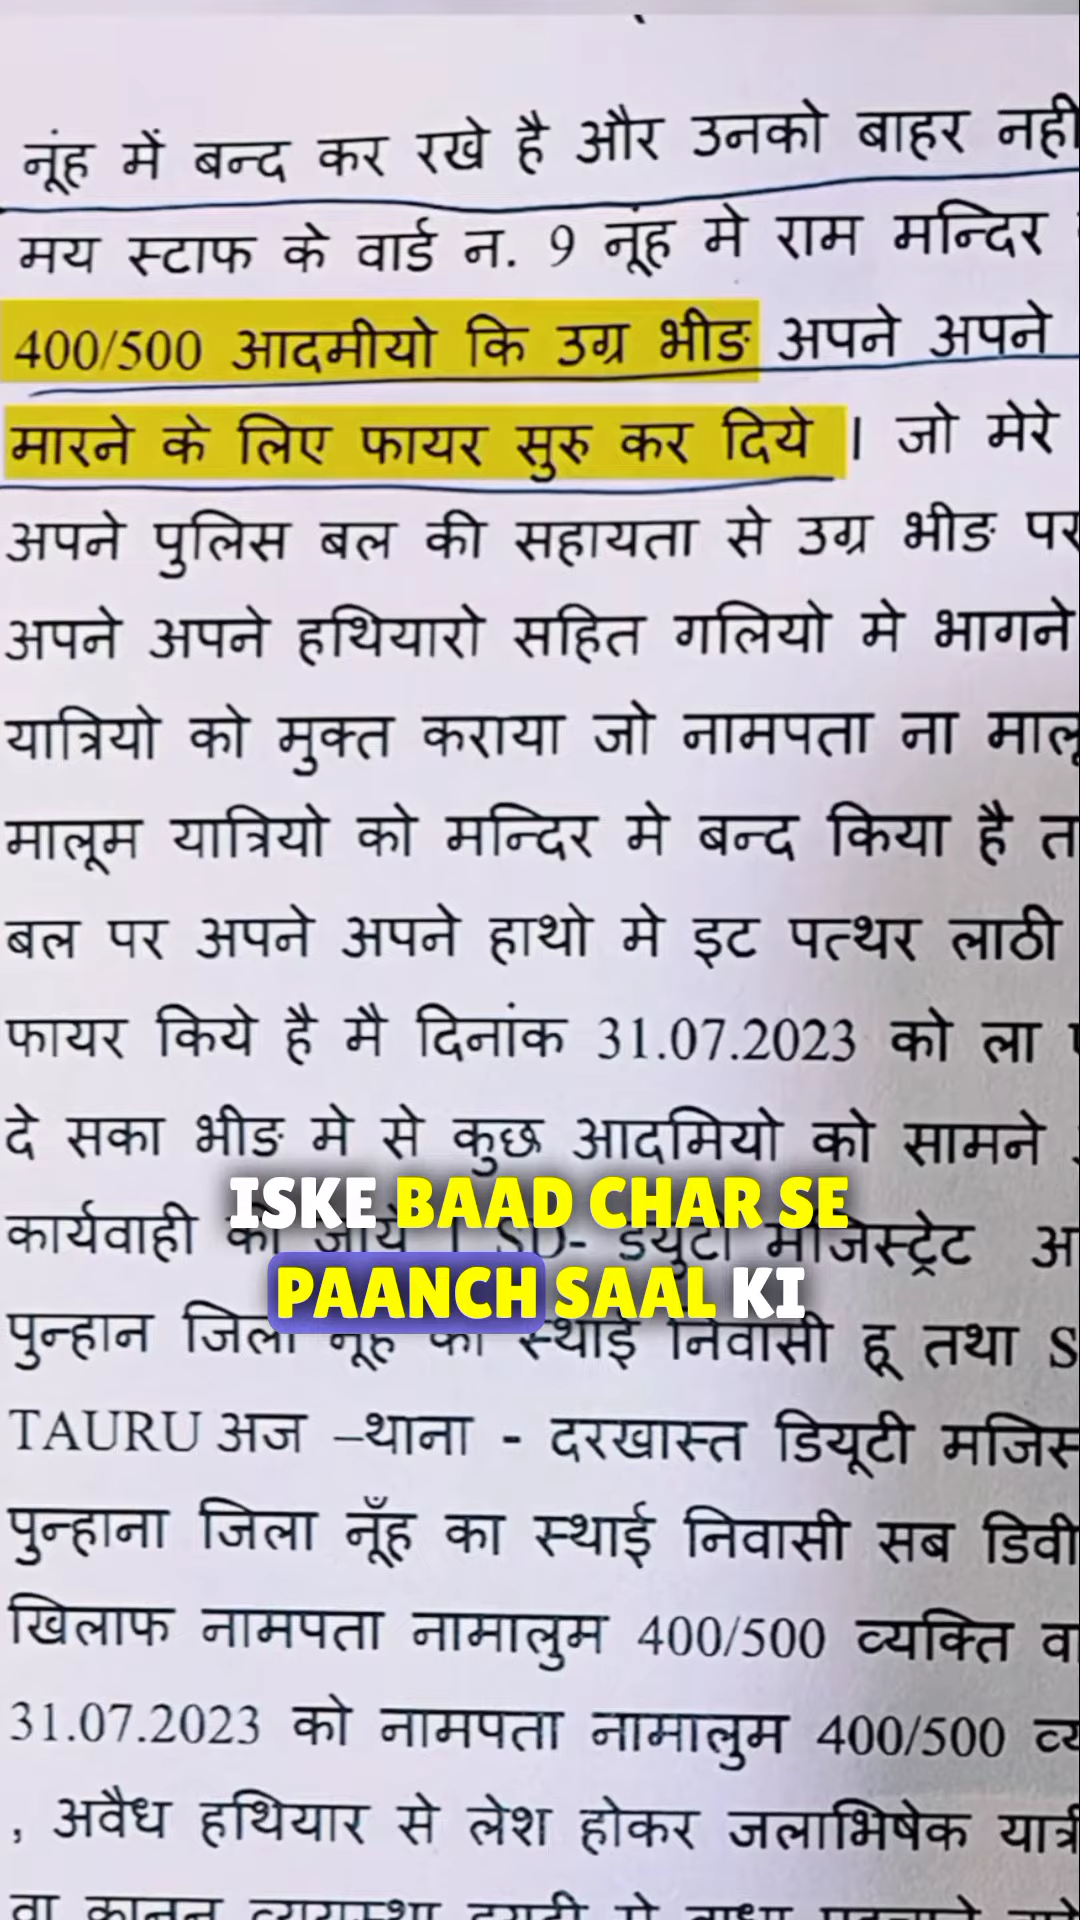 नूंह में बन्द कर रखे है और उनको बाहर नही
मय स्टाफ के वार्ड न. 9 नूंह मे राम मन्दिर
400/500 आदमीयो कि उग्र भीङ अपने अपने
मारने के लिए फायर सुरु कर दिये । जो मेरे
अपने पुलिस बल की सहायता से उग्र भीङ पर
अपने अपने हथियारो सहित गलियो मे भागने
यात्रियो को मुक्त कराया जो नामपता ना
मालूम यात्रियो को मन्दिर मे बन्द किया है
बल पर अपने अपने हाथो मे इट पत्थर लाठी
फायर किये है मै दिनांक 31.07.2023 को ला
दे सका भीङ मे से कुछ आदमियो को सामने
ISKE BAAD CHAR SE
कार्यवाही की जाये । SD- डयुटी मजिस्ट्रेट
PAANCH SAAL KI
पुन्हान जिला नूंह का स्थाई निवासी हू तथा
TAURU अज –थाना - दरखास्त डियूटी
पुन्हाना जिला नूँह का स्थाई निवासी सब
खिलाफ नामपता नामालुम 400/500 व्यक्ति
31.07.2023 को नामपता नामालुम 400/500
, अवैध हथियार से लेश होकर जलाभिषेक